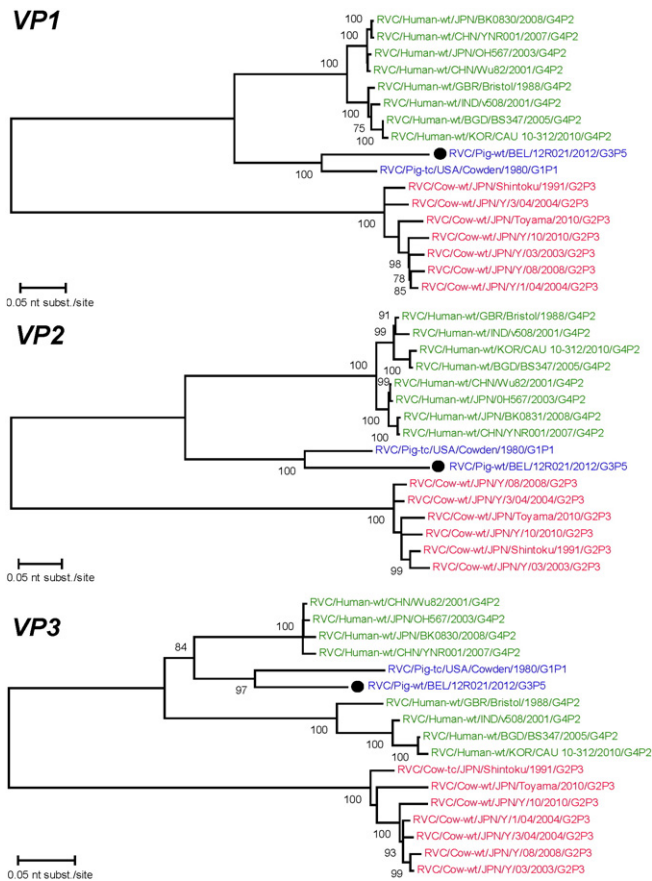 VP1
100
RVC/Human-wt/JPN/BK0830/2008/G4P2
RVC/Human-wt/CHN/YNR001/2007/G4P2
100
RVC/Human-wt/JPN/OH567/2003/G4P2
100
RVC/Human-wt/CHN/Wu82/2001/G4P2
100
RVC/Human-wt/GBR/Bristol/1988/G4P2
RVC/Human-wt/IND/v508/2001/G4P2
RVC/Human-wt/BGD/BS347/2005/G4P2
75
100
RVC/Human-wt/KOR/CAU 10-312/2010/G4P2
RVC/Pig-wt/BEL/12R021/2012/G3P5
100
RVC/Pig-tc/USA/Cowden/1980/G1P1
RVC/Cow-wt/JPN/Shintoku/1991/G2P3
RVC/Cow-wt/JPN/Y/3/04/2004/G2P3
100
RVC/Cow-wt/JPN/Toyama/2010/G2P3
RVC/Cow-wt/JPN/Y/10/2010/G2P3
RVC/Cow-wt/JPN/Y/03/2003/G2P3
98
RVC/Cow-wt/JPN/Y/08/2008/G2P3
78
RVC/Cow-wt/JPN/Y/1/04/2004/G2P3
85
0.05 nt subst./site
VP2
91
RVC/Human-wt/GBR/Bristol/1988/G4P2
99
RVC/Human-wt/IND/v508/2001/G4P2
RVC/Human-wt/KOR/CAU 10-312/2010/G4P2
100
100
RVC/Human-wt/BGD/BS347/2005/G4P2
99
RVC/Human-wt/CHN/Wu82/2001/G4P2
RVC/Human-wt/JPN/0H567/2003/G4P2
100
RVC/Human-wt/JPN/BK0831/2008/G4P2
100
RVC/Human-wt/CHN/YNR001/2007/G4P2
RVC/Pig-tc/USA/Cowden/1980/G1P1
100
RVC/Pig-wt/BEL/12R021/2012/G3P5
RVC/Cow-wt/JPN/Y/08/2008/G2P3
RVC/Cow-wt/JPN/Y/3/04/2004/G2P3
100
RVC/Cow-wt/JPN/Toyama/2010/G2P3
RVC/Cow-wt/JPN/Y/10/2010/G2P3
RVC/Cow-wt/JPN/Shintoku/1991/G2P3
99
RVC/Cow-wt/JPN/Y/03/2003/G2P3
0.05 nt subst./site
VP3
RVC/Human-wt/CHN/Wu82/2001/G4P2
RVC/Human-wt/JPN/OH567/2003/G4P2
100
RVC/Human-wt/JPN/BK0830/2008/G4P2
84
RVC/Human-wt/CHN/YNR001/2007/G4P2
RVC/Pig-tc/USA/Cowden/1980/G1P1
97
RVC/Pig-wt/BEL/12R021/2012/G3P5
RVC/Human-wt/GBR/Bristol/1988/G4P2
100
RVC/Human-wt/IND/v508/2001/G4P2
RVC/Human-wt/BGD/BS347/2005/G4P2
100
100
RVC/Human-wt/KOR/CAU 10-312/2010/G4P2
RVC/Cow-tc/JPN/Shintoku/1991/G2P3
RVC/Cow-wt/JPN/Toyama/2010/G2P3
100
RVC/Cow-wt/JPN/Y/10/2010/G2P3
RVC/Cow-wt/JPN/Y/1/04/2004/G2P3
100
RVC/Cow-wt/JPN/Y/3/04/2004/G2P3
93
RVC/Cow-wt/JPN/Y/08/2008/G2P3
99
RVC/Cow-wt/JPN/Y/03/2003/G2P3
0.05 nt subst./site